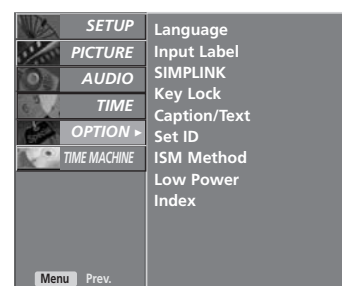 SETUP
PICTURE
AUDIO
TIME
OPTION ▸
TIME MACHINE
Menu Prev.
Language
Input Label
SIMPLINK
Key Lock
Caption/Text
Set ID
ISM Method
Low Power
Index